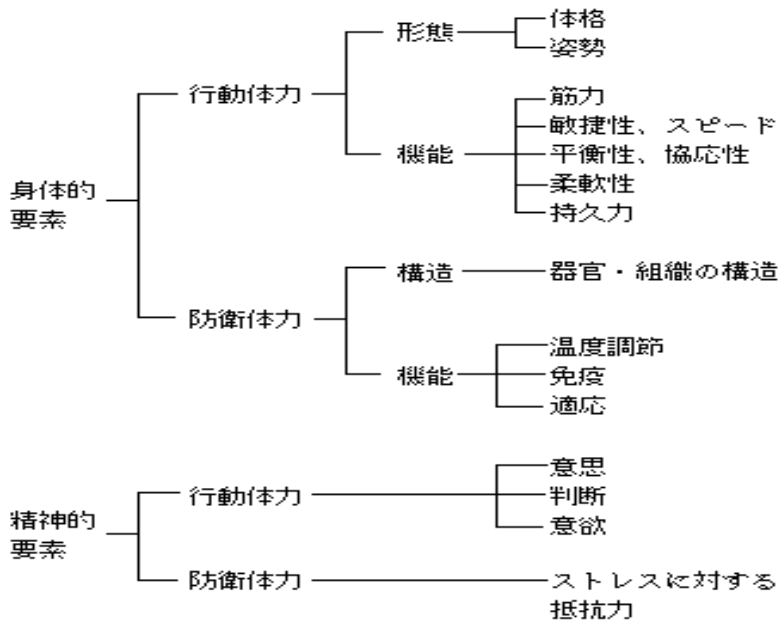 身体的
要素
行動体力
形態
体格
姿勢
機能
筋力
敏捷性、スピード
平衡性、協応性
柔軟性
持久力
防衛体力
構造
器官・組織の構造
機能
温度調節
免疫
適応
精神的
要素
行動体力
意思
判断
意欲
防衛体力
ストレスに対する
抵抗力